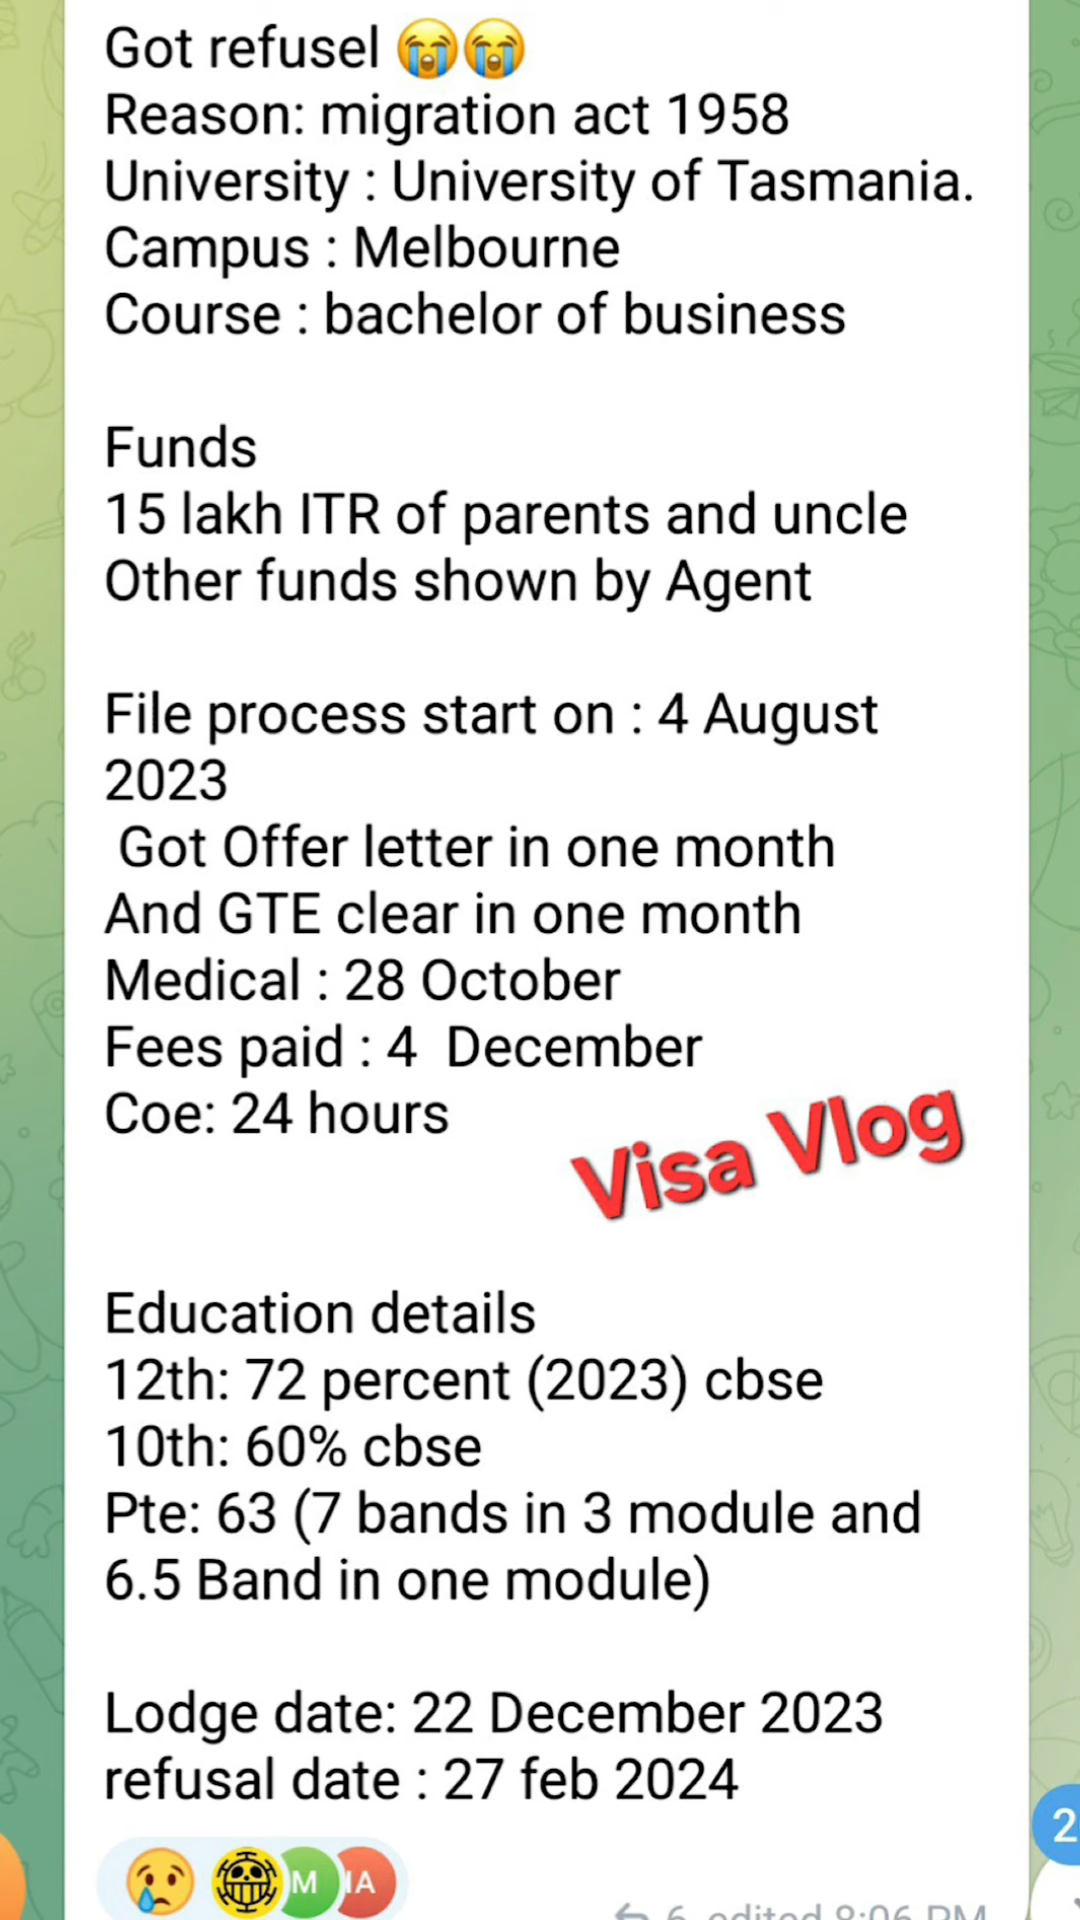 Got refusel 😭😭
Reason: migration act 1958
University : University of Tasmania.
Campus : Melbourne
Course : bachelor of business
Funds
15 lakh ITR of parents and uncle
Other funds shown by Agent
File process start on : 4 August
2023
Got Offer letter in one month
And GTE clear in one month
Medical : 28 October
Fees paid : 4 December
Coe: 24 hours
Visa Vlog
Education details
12th: 72 percent (2023) cbse
10th: 60% cbse
Pte: 63 (7 bands in 3 module and
6.5 Band in one module)
Lodge date: 22 December 2023
refusal date : 27 feb 2024
2
M IA
6 edited 8:06 PM